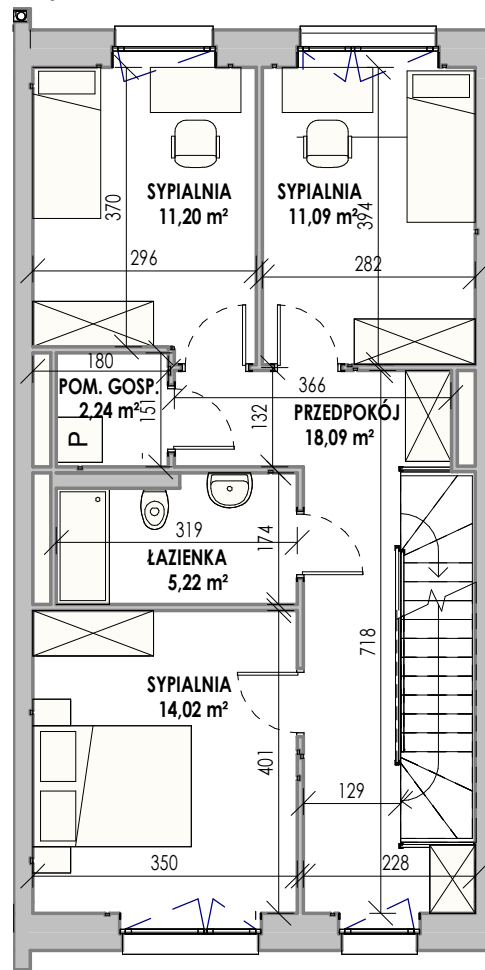 SYPIALNIA
11,20 m²
SYPIALNIA
11,09 m²
370
394
296
282
180
366
POM. GOSP.
2,24 m²
151
132
PRZEDPOKÓJ
18,09 m²
P
319
174
ŁAZIENKA
5,22 m²
718
SYPIALNIA
14,02 m²
401
129
350
228